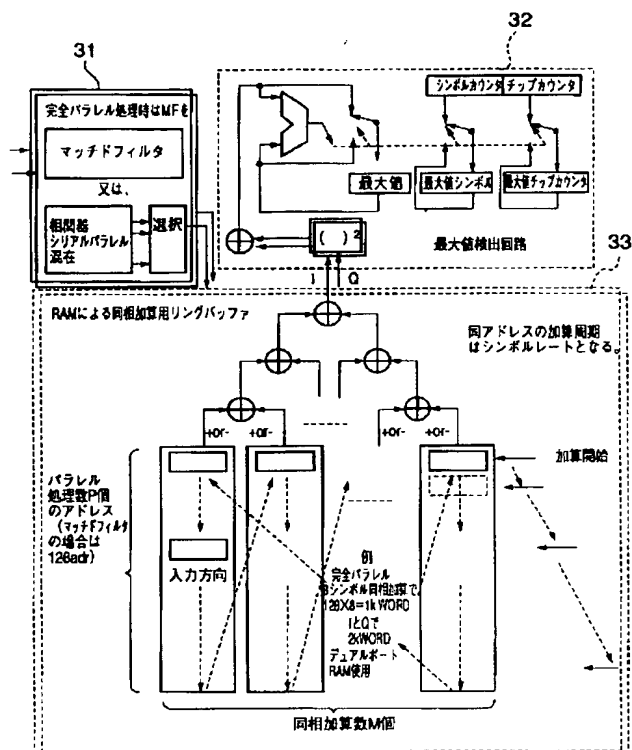 31
32
完全パラレル処理時はMFを
マッチドフィルタ
又は、
相関器
シリアルパラレル
混在
選択
シンボルカウンタ
チップカウンタ
最大値
最大値シンボル
最大値チップカウンタ
( )²
最大値検出回路
I
Q
33
RAMによる同相加算用リングバッファ
同アドレスの加算周期
はシンボルレートとなる。
+or-
+or-
+or-
+or-
加算開始
パラレル
処理数P個
のアドレス
(マッチドフィルタ
の場合は
128adr)
入力方向
例
完全パラレル
8シンボル同相加算で、
128X8=1kWORD
IとQで
2kWORD
デュアルポート
RAM使用
同相加算数M個